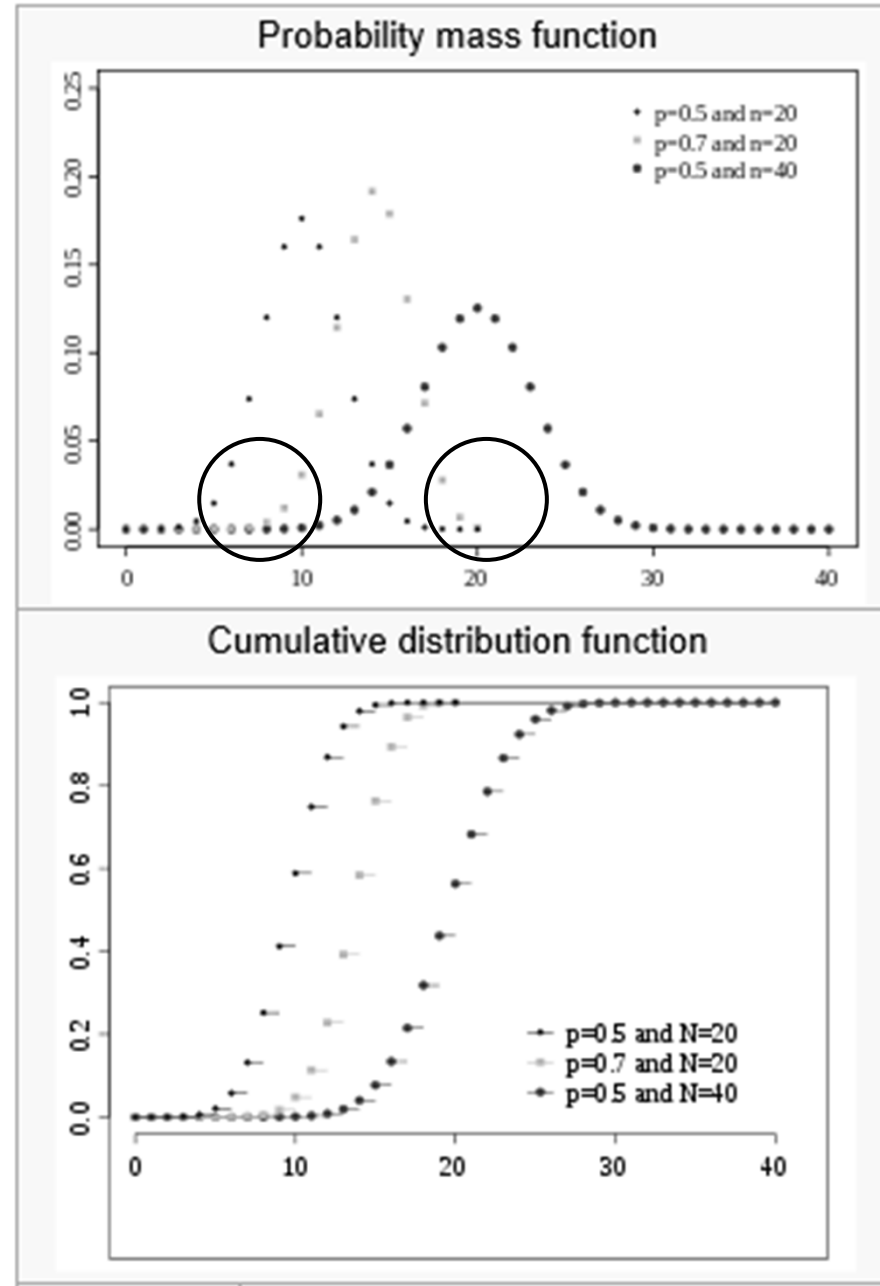 Probability mass function
0.25
0.20
0.15
0.10
0.05
0.00
p=0.5 and n=20
p=0.7 and n=20
p=0.5 and n=40
0 10 20 30 40
Cumulative distribution function
1.0
0.8
0.6
0.4
0.2
0.0
p=0.5 and N=20
p=0.7 and N=20
p=0.5 and N=40
0 10 20 30 40